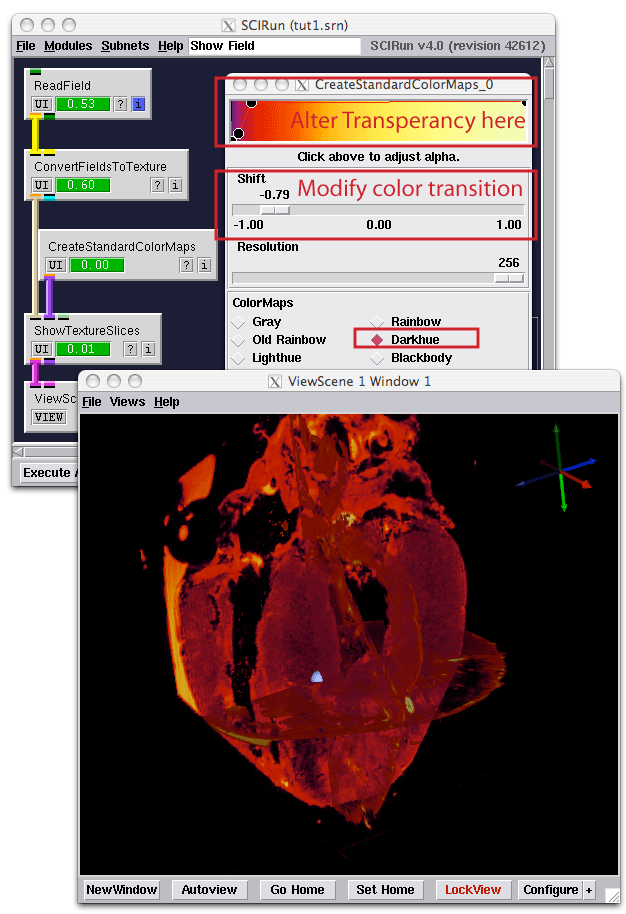 SCIRun (tut1.srn)
File Modules Subnets Help Show Field SCIRun v4.0 (revision 42612)
ReadField
UI 0.53 ? i
ConvertFieldsToTexture
UI 0.60 ? i
CreateStandardColorMaps
UI 0.00 ? i
ShowTextureSlices
UI 0.01 ? i
ViewSc
VIEW
Execute
CreateStandardColorMaps_0
Alter Transperancy here
Click above to adjust alpha.
Shift
-0.79
Modify color transition
-1.00 0.00 1.00
Resolution
256
ColorMaps
Gray Rainbow
Old Rainbow Darkhue
Lighthue Blackbody
ViewScene 1 Window 1
File Views Help
NewWindow Autoview Go Home Set Home LockView Configure +